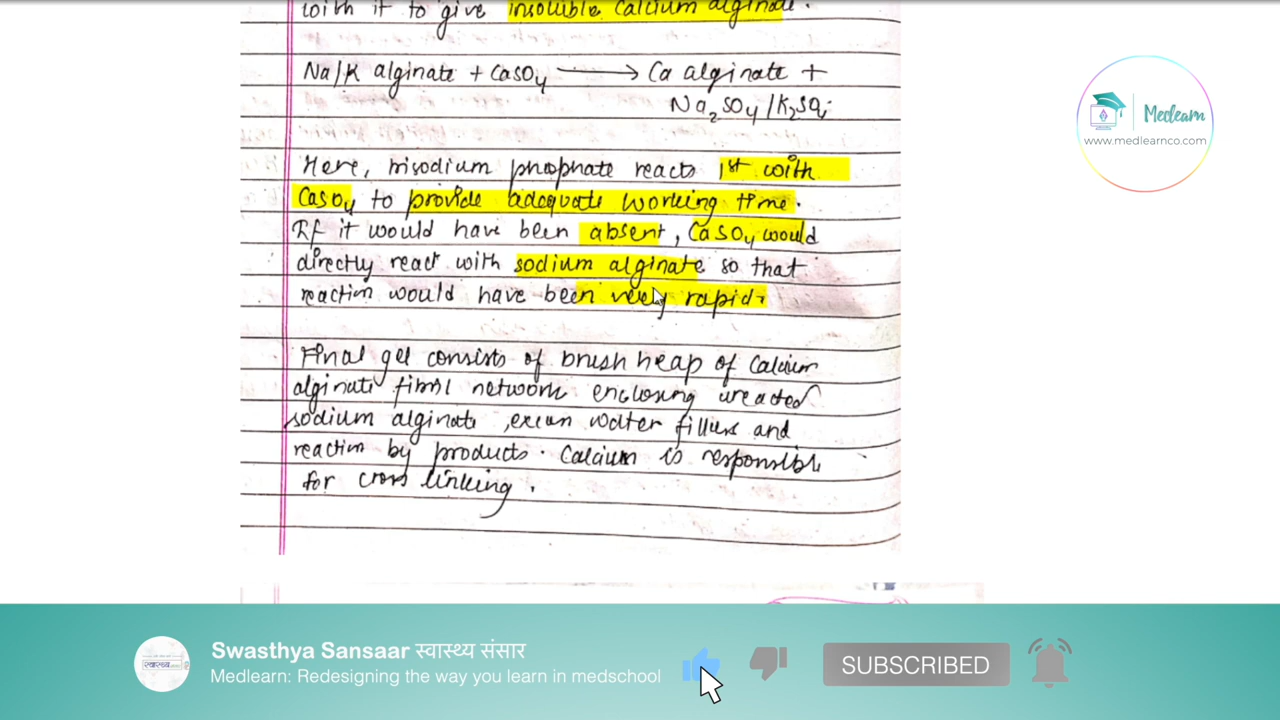 with it to give insoluble calcium alginate.
Na/K alginate + CaSO4 → Ca alginate +
Na2SO4/K2SO4
Medlearn
www.medlearnco.com
Here, trisodium phosphate reacts 1st with
CaSO4 to provide adequate working time.
If it would have been absent, CaSO4 would
directly react with sodium alginate so that
reaction would have been very rapid.
Final gel consists of brush heap of calcium
alginate fibril network enclosing unreacted
sodium alginate, excess water fillers and
reaction by products. Calcium is responsible
for cross linking.
Swasthya Sansaar स्वास्थ्य संसार
Medlearn: Redesigning the way you learn in medschool
SUBSCRIBED